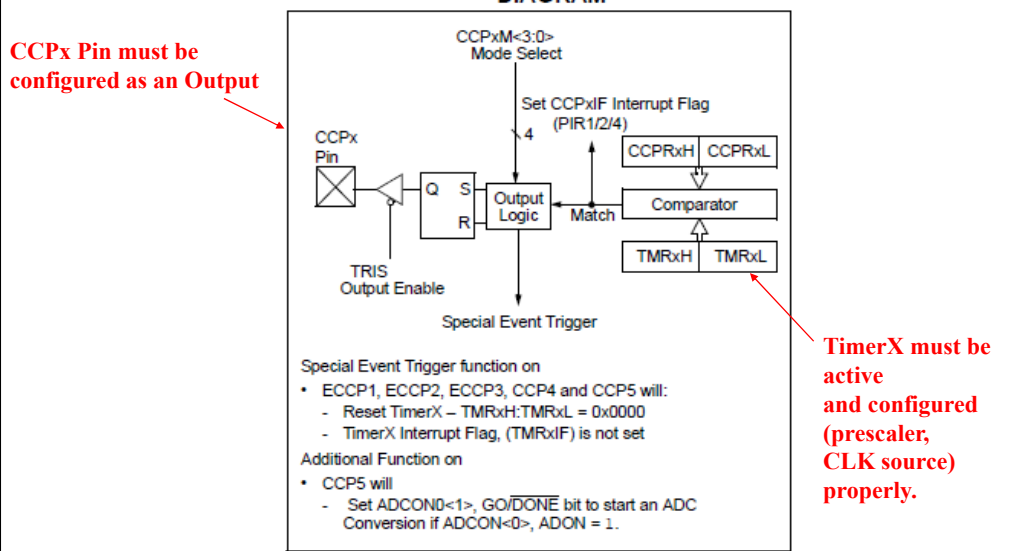 DIAGRAM
CCPx Pin must be
configured as an Output
CCPxM<3:0>
Mode Select
Set CCPxIF Interrupt Flag
(PIR1/2/4)
4
CCPx
Pin
CCPRxH CCPRxL
Q S
R
Output
Logic
Match
Comparator
TMRxH TMRxL
TRIS
Output Enable
Special Event Trigger
TimerX must be
active
and configured
(prescaler,
CLK source)
properly.
Special Event Trigger function on
• ECCP1, ECCP2, ECCP3, CCP4 and CCP5 will:
- Reset TimerX – TMRxH:TMRxL = 0x0000
- TimerX Interrupt Flag, (TMRxIF) is not set
Additional Function on
• CCP5 will
- Set ADCON0<1>, GO/DONE bit to start an ADC
Conversion if ADCON<0>, ADON = 1.